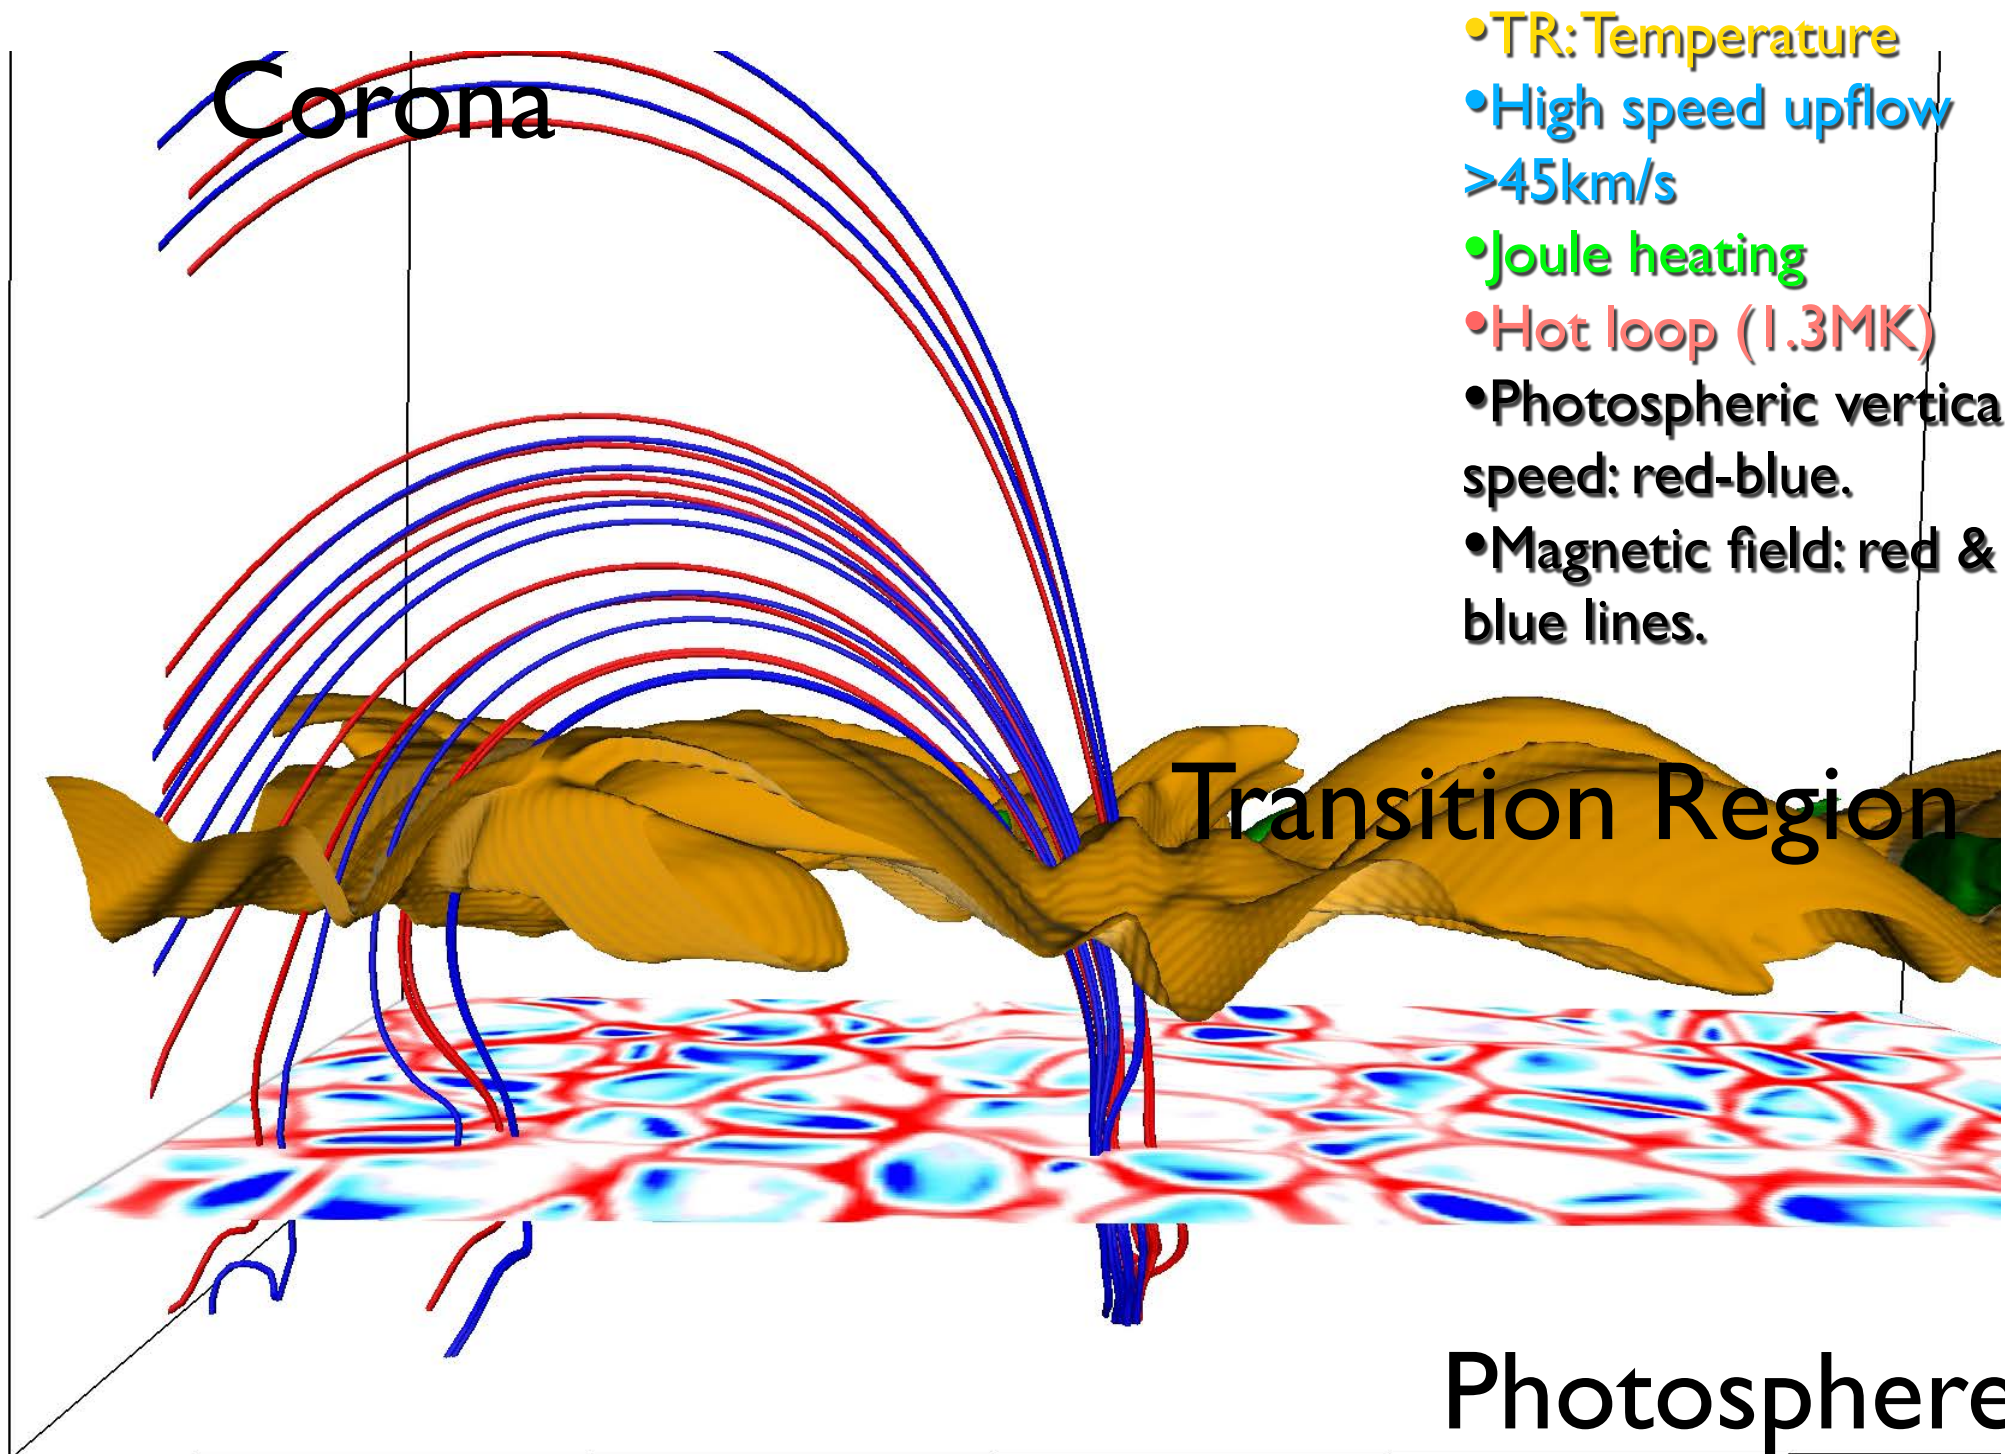 Corona
•TR: Temperature
•High speed upflow
>45km/s
•Joule heating
•Hot loop (1.3MK)
•Photospheric vertica
speed: red-blue.
•Magnetic field: red &
blue lines.
Transition Region
Photosphere